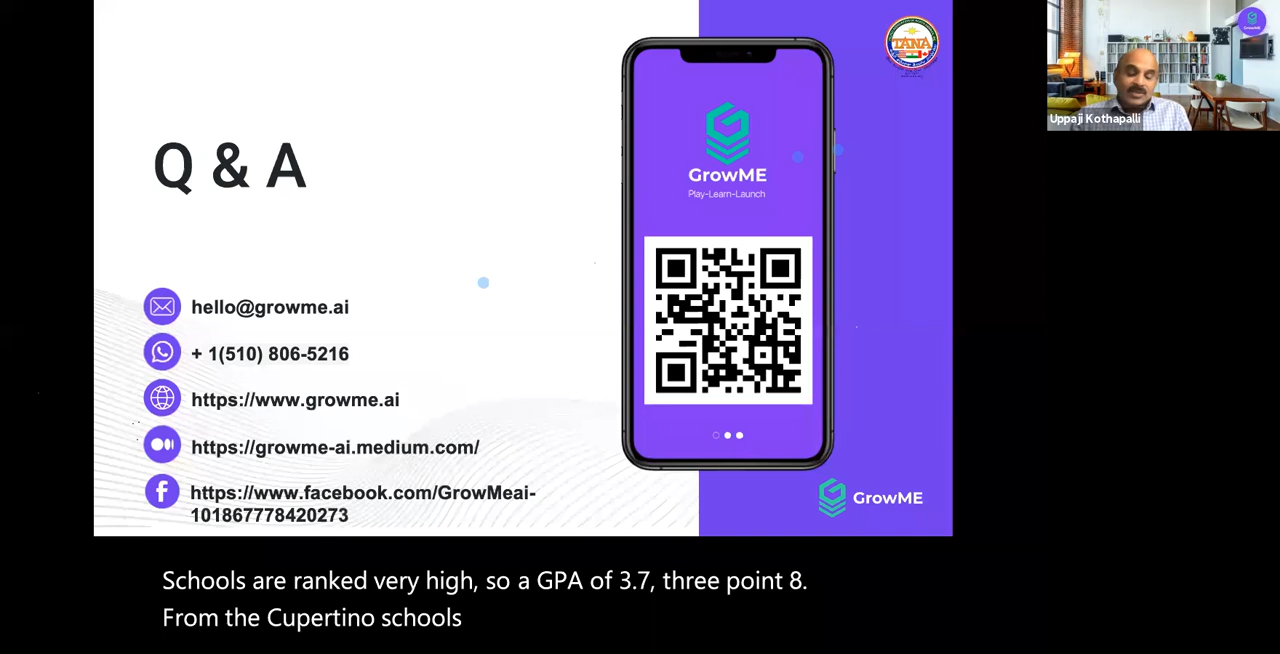 Q & A
hello@growme.ai
+ 1(510) 806-5216
https://www.growme.ai
https://growme-ai.medium.com/
https://www.facebook.com/GrowMeai-
101867778420273
GrowME
Play-Learn-Launch
TANA
GrowME
Uppaji Kothapalli
Schools are ranked very high, so a GPA of 3.7, three point 8.
From the Cupertino schools